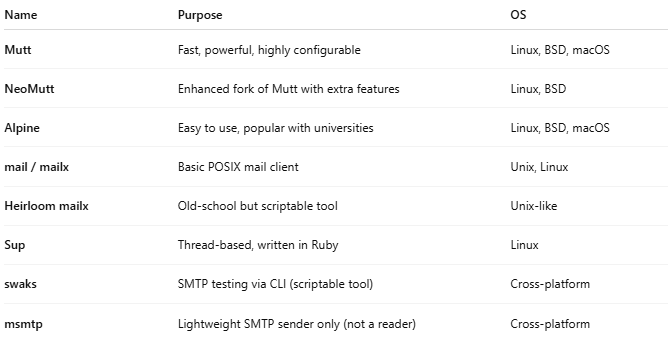 Name Purpose OS
Mutt Fast, powerful, highly configurable Linux, BSD, macOS
NeoMutt Enhanced fork of Mutt with extra features Linux, BSD
Alpine Easy to use, popular with universities Linux, BSD, macOS
mail / mailx Basic POSIX mail client Unix, Linux
Heirloom mailx Old-school but scriptable tool Unix-like
Sup Thread-based, written in Ruby Linux
swaks SMTP testing via CLI (scriptable tool) Cross-platform
msmtp Lightweight SMTP sender only (not a reader) Cross-platform